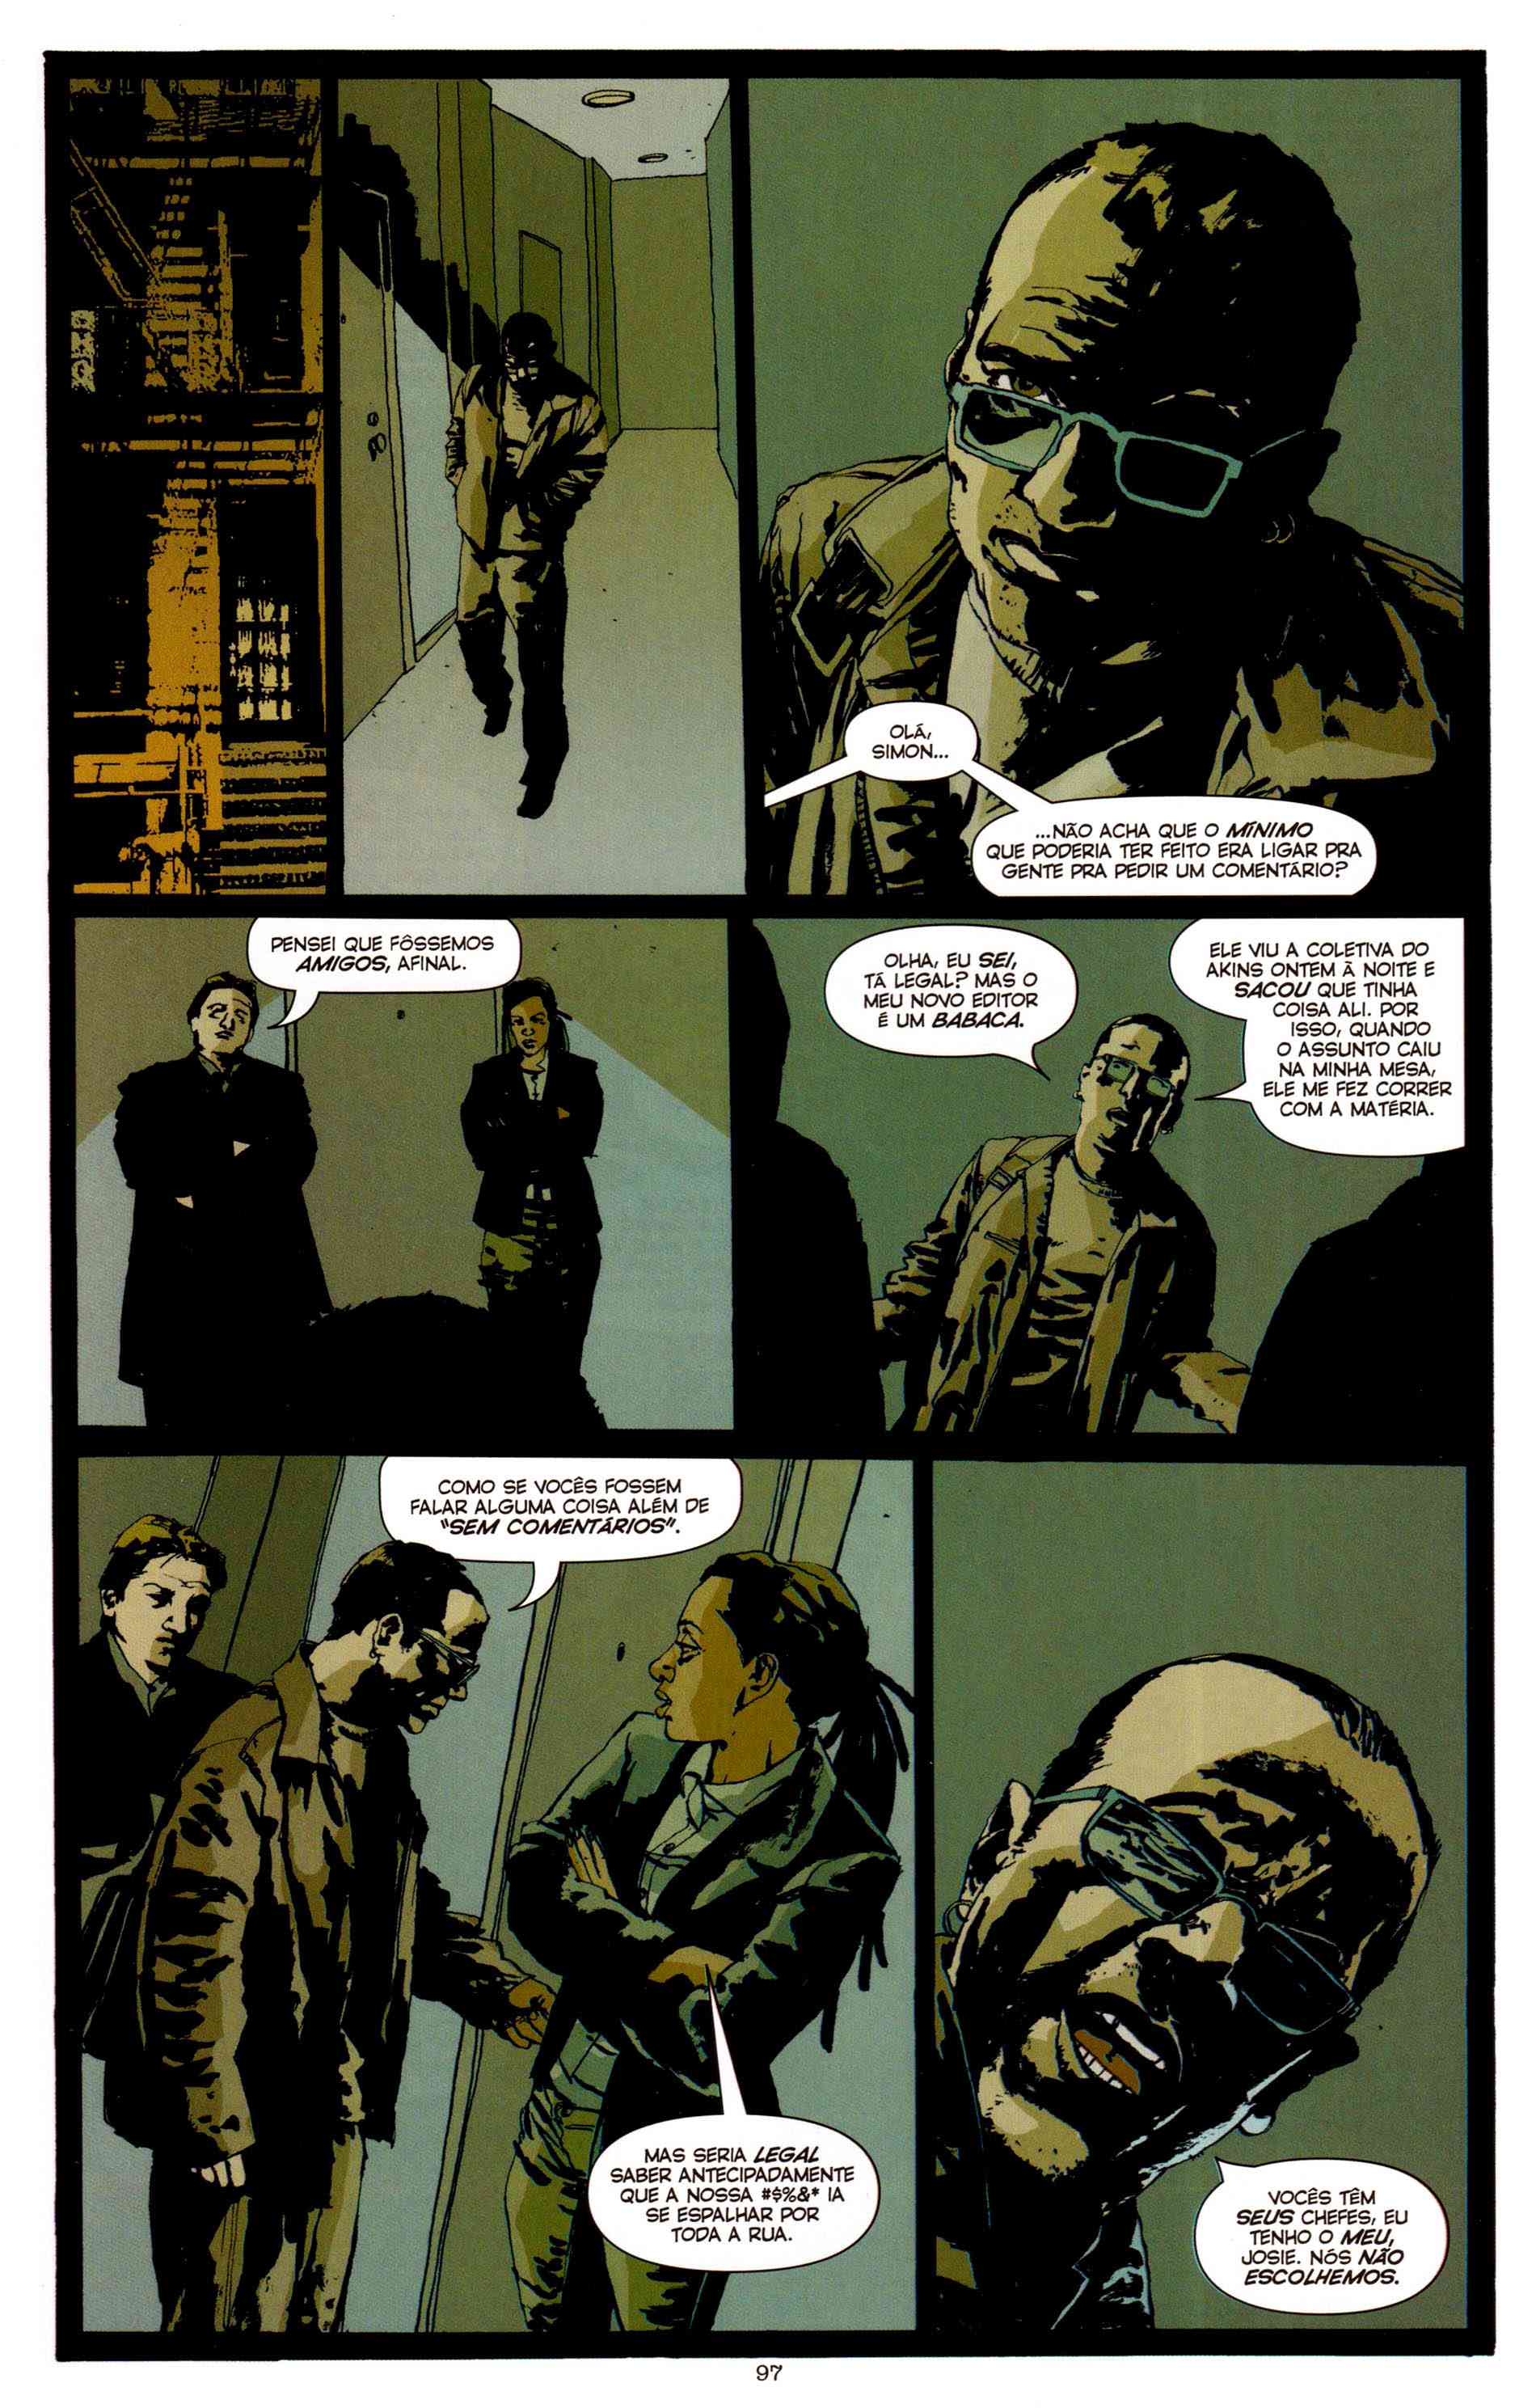 OLÁ,
SIMON...
...NÃO ACHA QUE O MÍNIMO
QUE PODERIA TER FEITO ERA LIGAR PRA
GENTE PRA PEDIR UM COMENTÁRIO?
PENSEI QUE FÔSSEMOS
AMIGOS, AFINAL.
OLHA, EU SEI,
TÁ LEGAL? MAS O
MEU NOVO EDITOR
É UM BABACA.
ELE VIU A COLETIVA DO
AKINS ONTEM À NOITE E
SACOU QUE TINHA
COISA ALI. POR
ISSO, QUANDO
O ASSUNTO CAIU
NA MINHA MESA,
ELE ME FEZ CORRER
COM A MATÉRIA.
COMO SE VOCÊS FOSSEM
FALAR ALGUMA COISA ALÉM DE
"SEM COMENTÁRIOS".
MAS SERIA LEGAL
SABER ANTECIPADAMENTE
QUE A NOSSA #$%&* IA
SE ESPALHAR POR
TODA A RUA.
VOCÊS TÊM
SEUS CHEFES, EU
TENHO O MEU,
JOSIE. NÓS NÃO
ESCOLHEMOS.
97